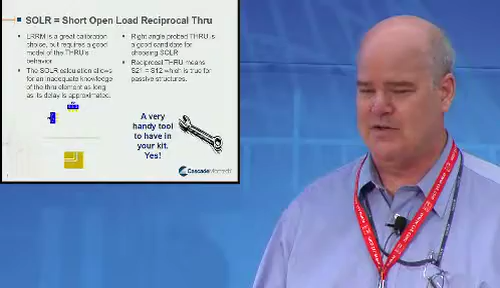 SOLR = Short Open Load Reciprocal Thru
LRRM is a great calibration
choice, but requires a good
model of the THRU's
behavior.
The SOLR calculation allows
for an inadequate knowledge
of the thru element as long
as its delay is approximated.
Right angle probed THRU is
a good candidate for
choosing SOLR
Reciprocal THRU means
S21 = S12 which is true for
passive structures.
A very
handy tool
to have in
your kit.
Yes!
Cascade Microtech